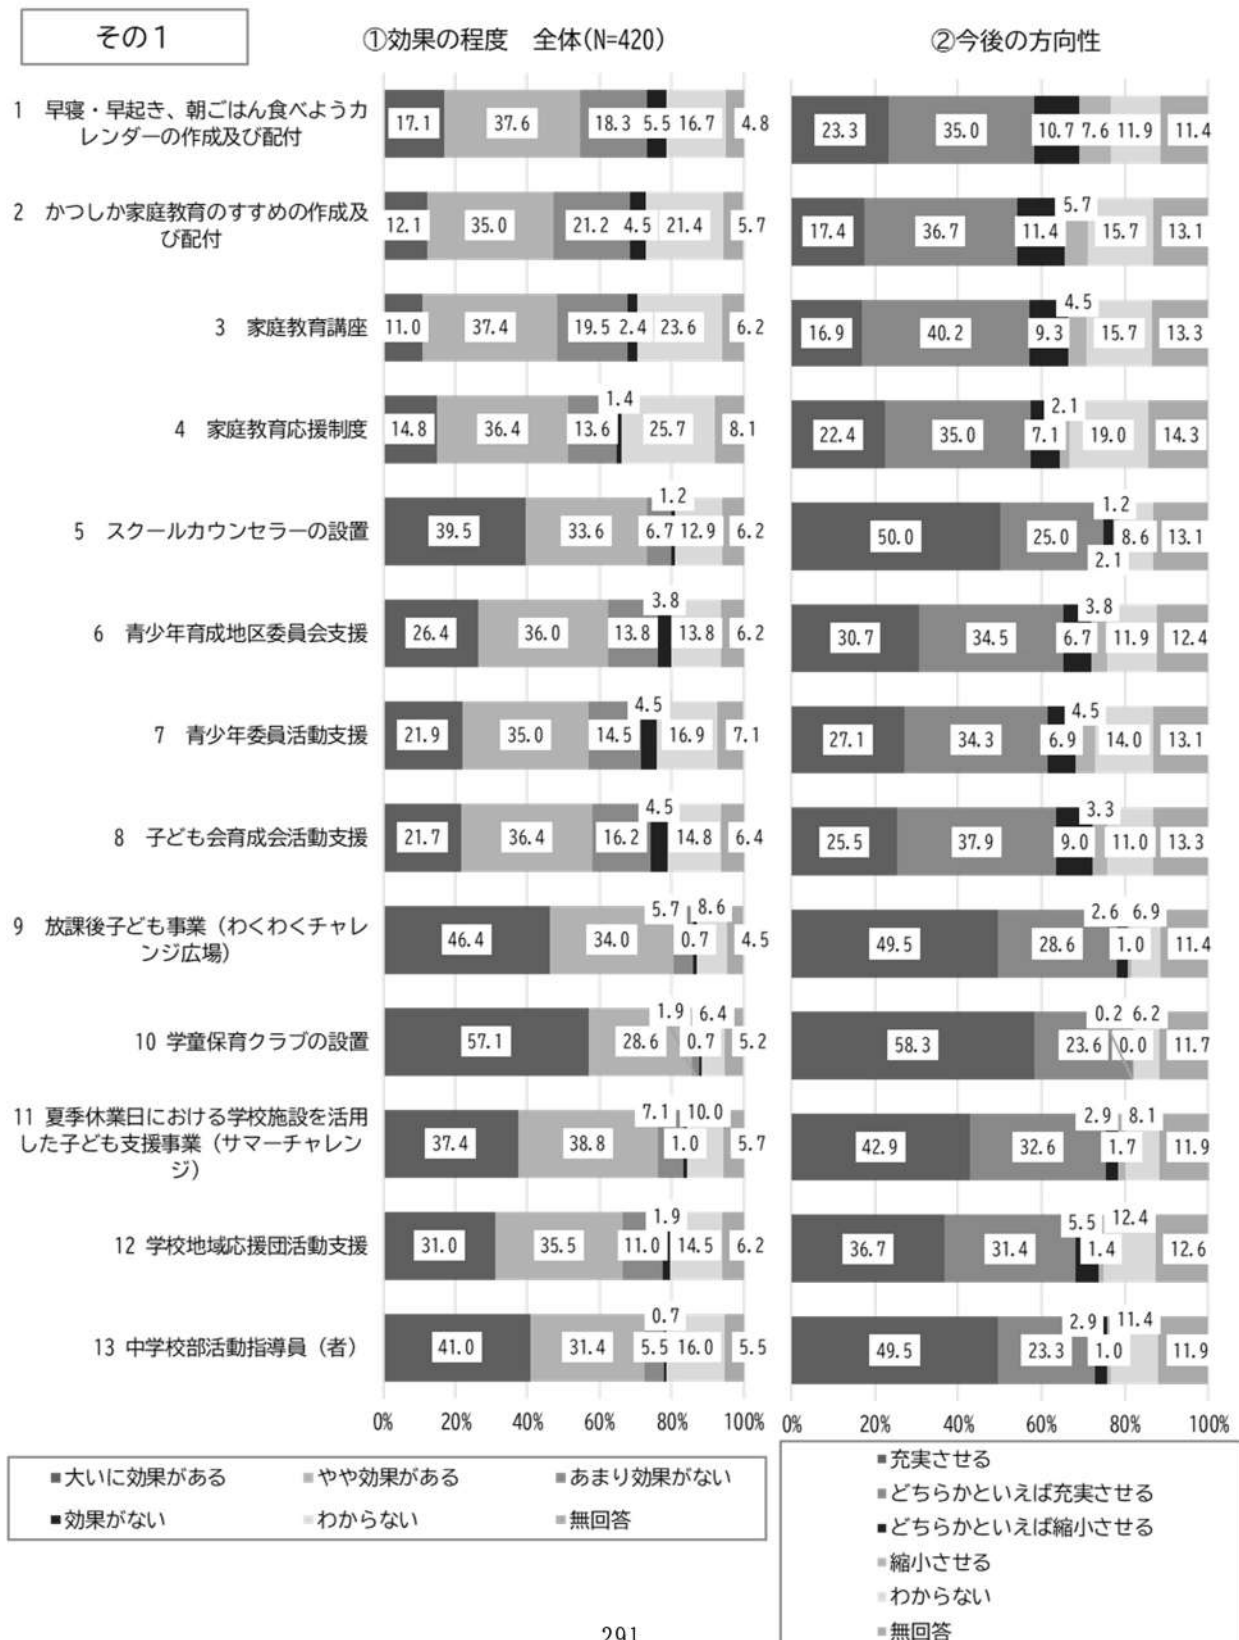 その1
①効果の程度　全体(N=420)
②今後の方向性
1　早寝・早起き、朝ごはん食べようカ
レンダーの作成及び配付
17.1 37.6 18.3 5.5 16.7 4.8
23.3 35.0 10.7 7.6 11.9 11.4
2　かつしか家庭教育のすすめの作成及
び配付
12.1 35.0 21.2 4.5 21.4 5.7
5.7
17.4 36.7 11.4 15.7 13.1
3　家庭教育講座
11.0 37.4 19.5 2.4 23.6 6.2
4.5
16.9 40.2 9.3 15.7 13.3
4　家庭教育応援制度
1.4
14.8 36.4 13.6 25.7 8.1
2.1
22.4 35.0 7.1 19.0 14.3
5　スクールカウンセラーの設置
1.2
39.5 33.6 6.7 12.9 6.2
1.2
50.0 25.0 8.6 13.1
2.1
6　青少年育成地区委員会支援
3.8
26.4 36.0 13.8 13.8 6.2
3.8
30.7 34.5 6.7 11.9 12.4
7　青少年委員活動支援
4.5
21.9 35.0 14.5 16.9 7.1
4.5
27.1 34.3 6.9 14.0 13.1
8　子ども会育成会活動支援
4.5
21.7 36.4 16.2 14.8 6.4
3.3
25.5 37.9 9.0 11.0 13.3
9　放課後子ども事業（わくわくチャレ
ンジ広場）
5.7 8.6
46.4 34.0 0.7 4.5
2.6 6.9
49.5 28.6 1.0 11.4
10 学童保育クラブの設置
1.9 6.4
57.1 28.6 0.7 5.2
0.2 6.2
58.3 23.6 0.0 11.7
11 夏季休業日における学校施設を活用
した子ども支援事業（サマーチャレン
ジ）
7.1 10.0
37.4 38.8 1.0 5.7
2.9 8.1
42.9 32.6 1.7 11.9
12 学校地域応援団活動支援
1.9
31.0 35.5 11.0 14.5 6.2
5.5 12.4
36.7 31.4 1.4 12.6
13 中学校部活動指導員（者）
0.7
41.0 31.4 5.5 16.0 5.5
2.9 11.4
49.5 23.3 1.0 11.9
0% 20% 40% 60% 80% 100%
0% 20% 40% 60% 80% 100%
大いに効果がある やや効果がある あまり効果がない
効果がない わからない 無回答
充実させる
どちらかといえば充実させる
どちらかといえば縮小させる
縮小させる
わからない
無回答
291